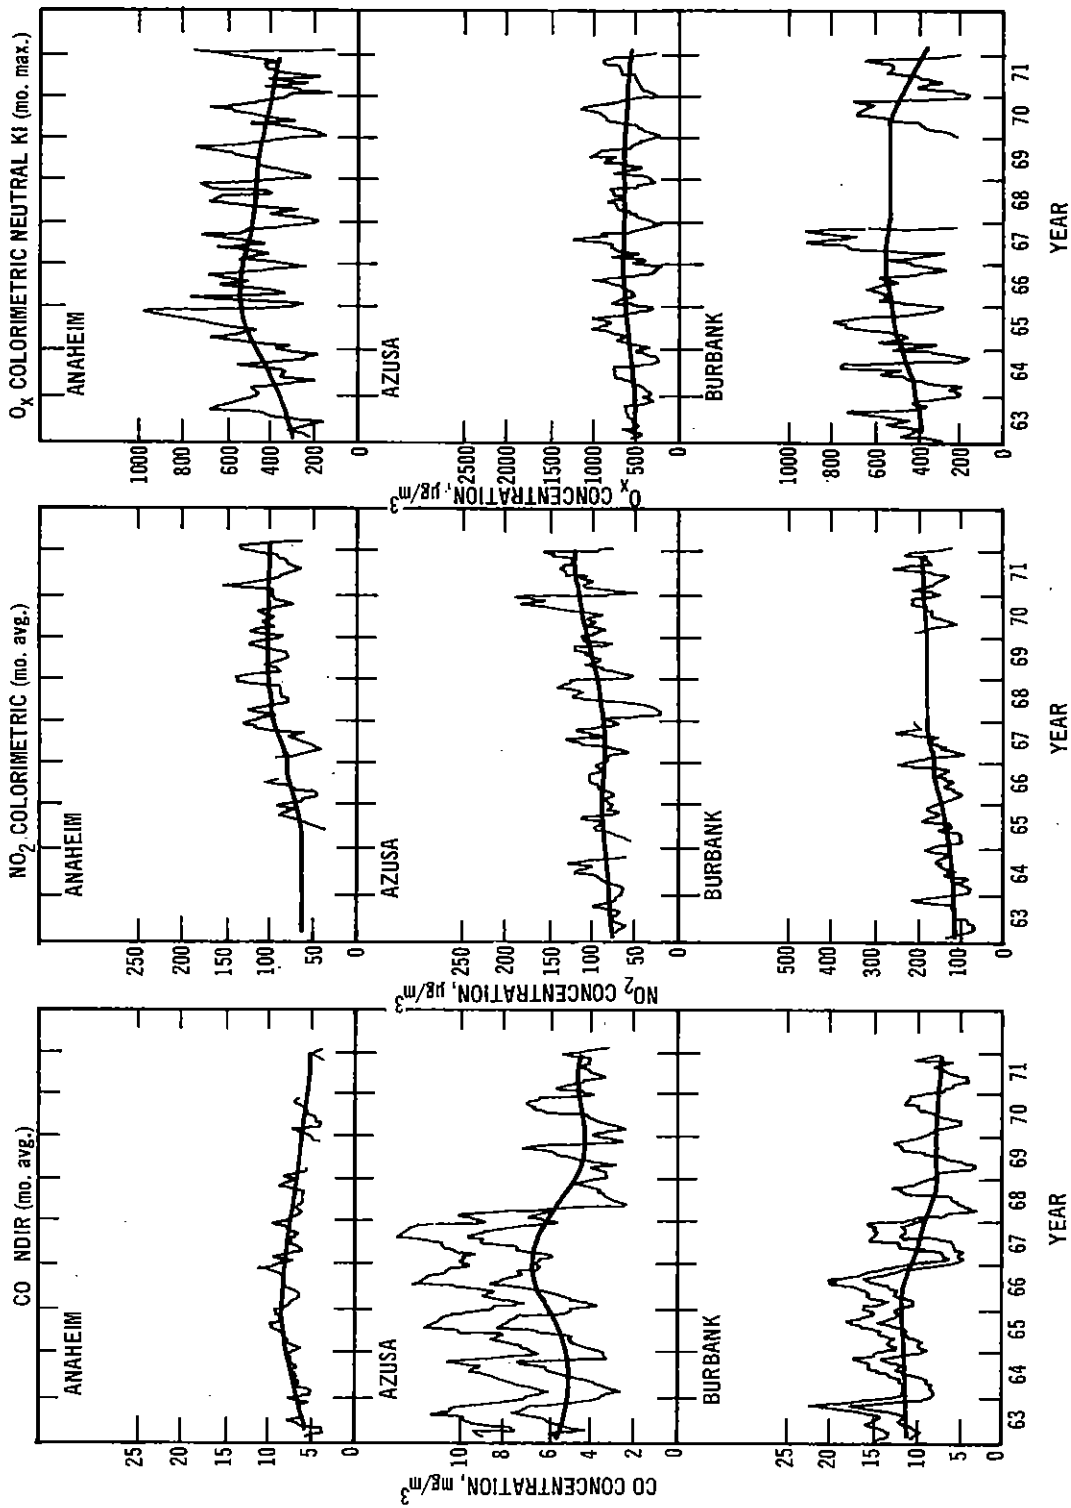 CO NDIR (mo. avg.)
ANAHEIM
25
20
15
10
5
0
AZUSA
10
8
6
4
2
0
BURBANK
25
20
15
10
5
0
CO CONCENTRATION, mg/m³
63 64 65 66 67 68 69 70 71
YEAR
NO₂ COLORIMETRIC (mo. avg.)
ANAHEIM
250
200
150
100
50
0
AZUSA
250
200
150
100
50
0
BURBANK
500
400
300
200
100
0
NO₂ CONCENTRATION, µg/m³
63 64 65 66 67 68 69 70 71
YEAR
Oₓ COLORIMETRIC NEUTRAL KI (mo. max.)
ANAHEIM
1000
800
600
400
200
0
AZUSA
2500
2000
1500
1000
500
0
BURBANK
1000
800
600
400
200
0
Oₓ CONCENTRATION, µg/m³
63 64 65 66 67 68 69 70 71
YEAR